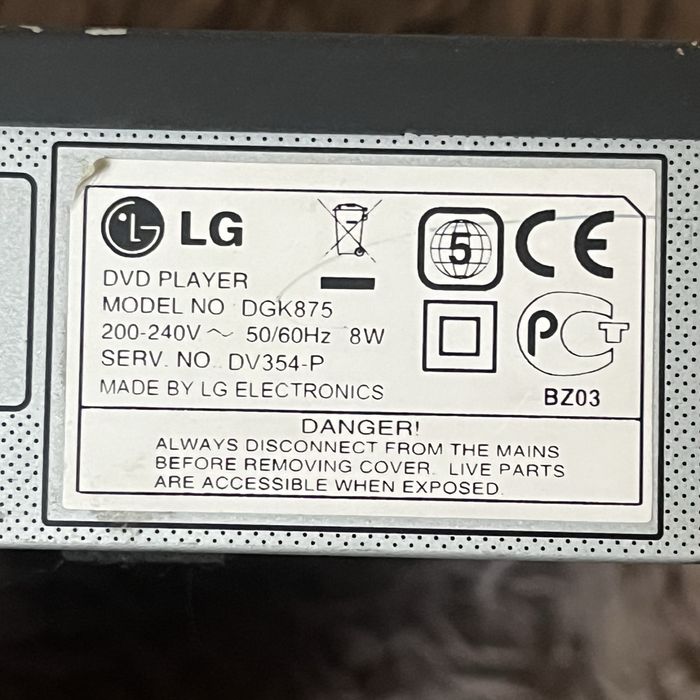 LG
5 CE
DVD PLAYER
MODEL NO DGK875
200-240V ~ 50/60Hz 8W
SERV. NO. DV354-P
MADE BY LG ELECTRONICS
PCT
BZ03
DANGER!
ALWAYS DISCONNECT FROM THE MAINS
BEFORE REMOVING COVER. LIVE PARTS
ARE ACCESSIBLE WHEN EXPOSED.